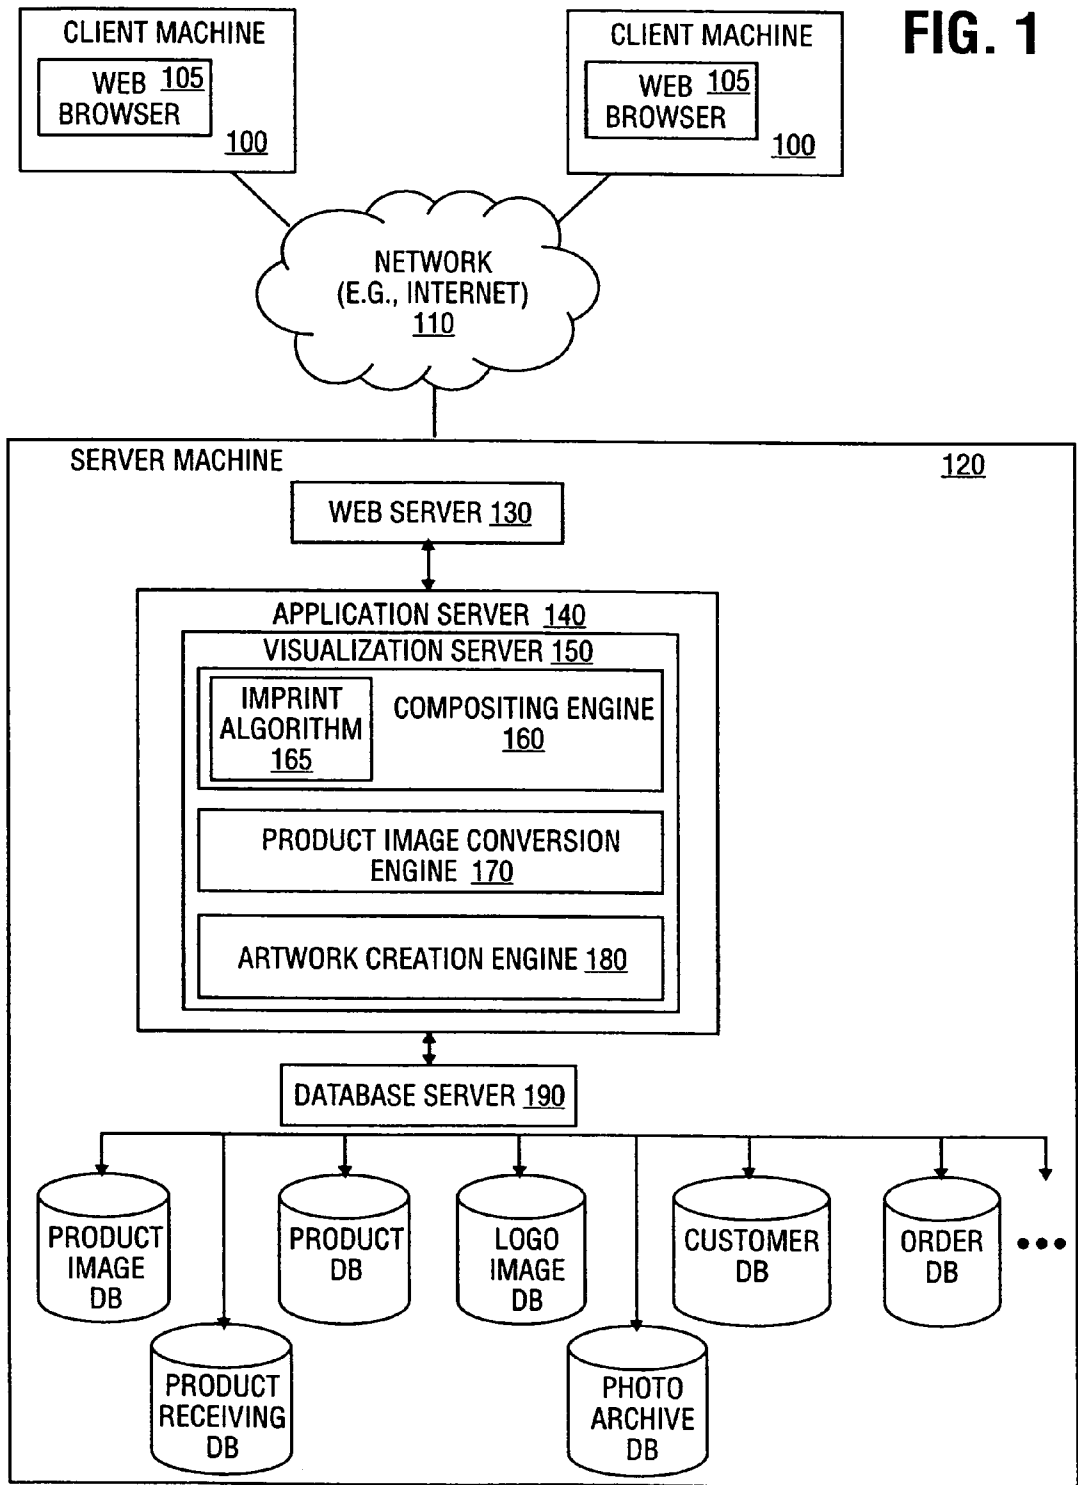 FIG. 1
CLIENT MACHINE
WEB 105
BROWSER
100
CLIENT MACHINE
WEB 105
BROWSER
100
NETWORK
(E.G., INTERNET)
110
SERVER MACHINE
120
WEB SERVER 130
APPLICATION SERVER 140
VISUALIZATION SERVER 150
IMPRINT
ALGORITHM
165
COMPOSITING ENGINE
160
PRODUCT IMAGE CONVERSION
ENGINE 170
ARTWORK CREATION ENGINE 180
DATABASE SERVER 190
PRODUCT
IMAGE
DB
PRODUCT
DB
LOGO
IMAGE
DB
CUSTOMER
DB
ORDER
DB
•••
PRODUCT
RECEIVING
DB
PHOTO
ARCHIVE
DB